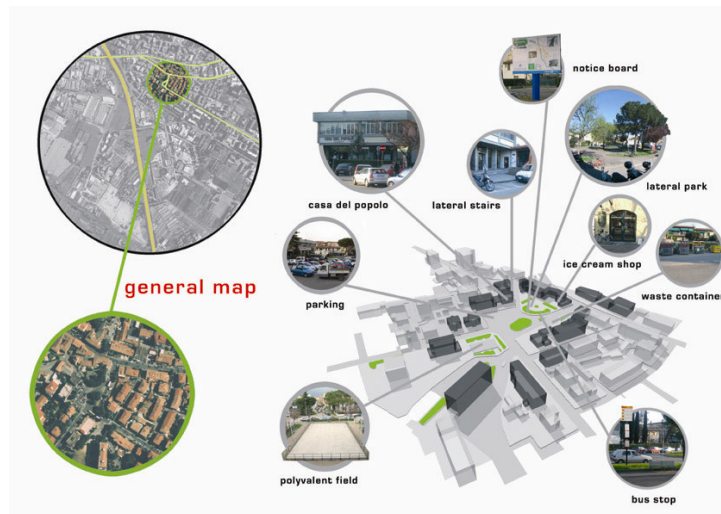 notice board
casa del popolo
lateral stairs
lateral park
ice cream shop
general map
parking
waste container
polyvalent field
bus stop